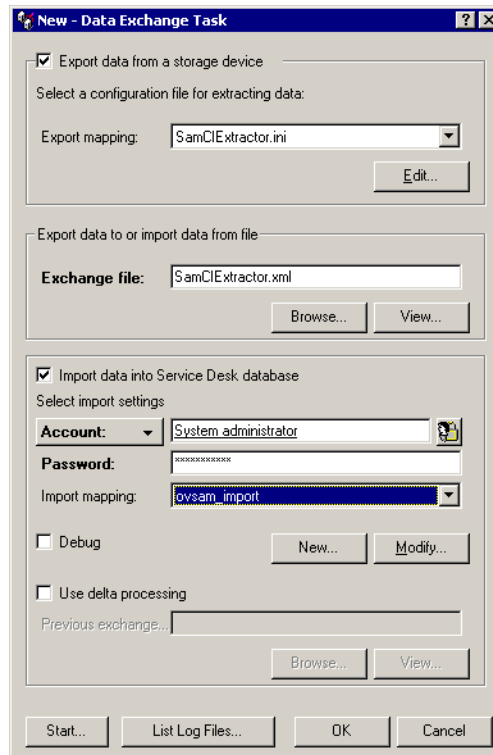 New - Data Exchange Task
Export data from a storage device
Select a configuration file for extracting data:
Export mapping: SamCIExtractor.ini
Edit...
Export data to or import data from file
Exchange file: SamCIExtractor.xml
Browse... View...
Import data into Service Desk database
Select import settings
Account: System administrator
Password: ***********
Import mapping: ovsam_import
Debug New... Modify...
Use delta processing
Previous exchange...
Browse... View...
Start... List Log Files... OK Cancel